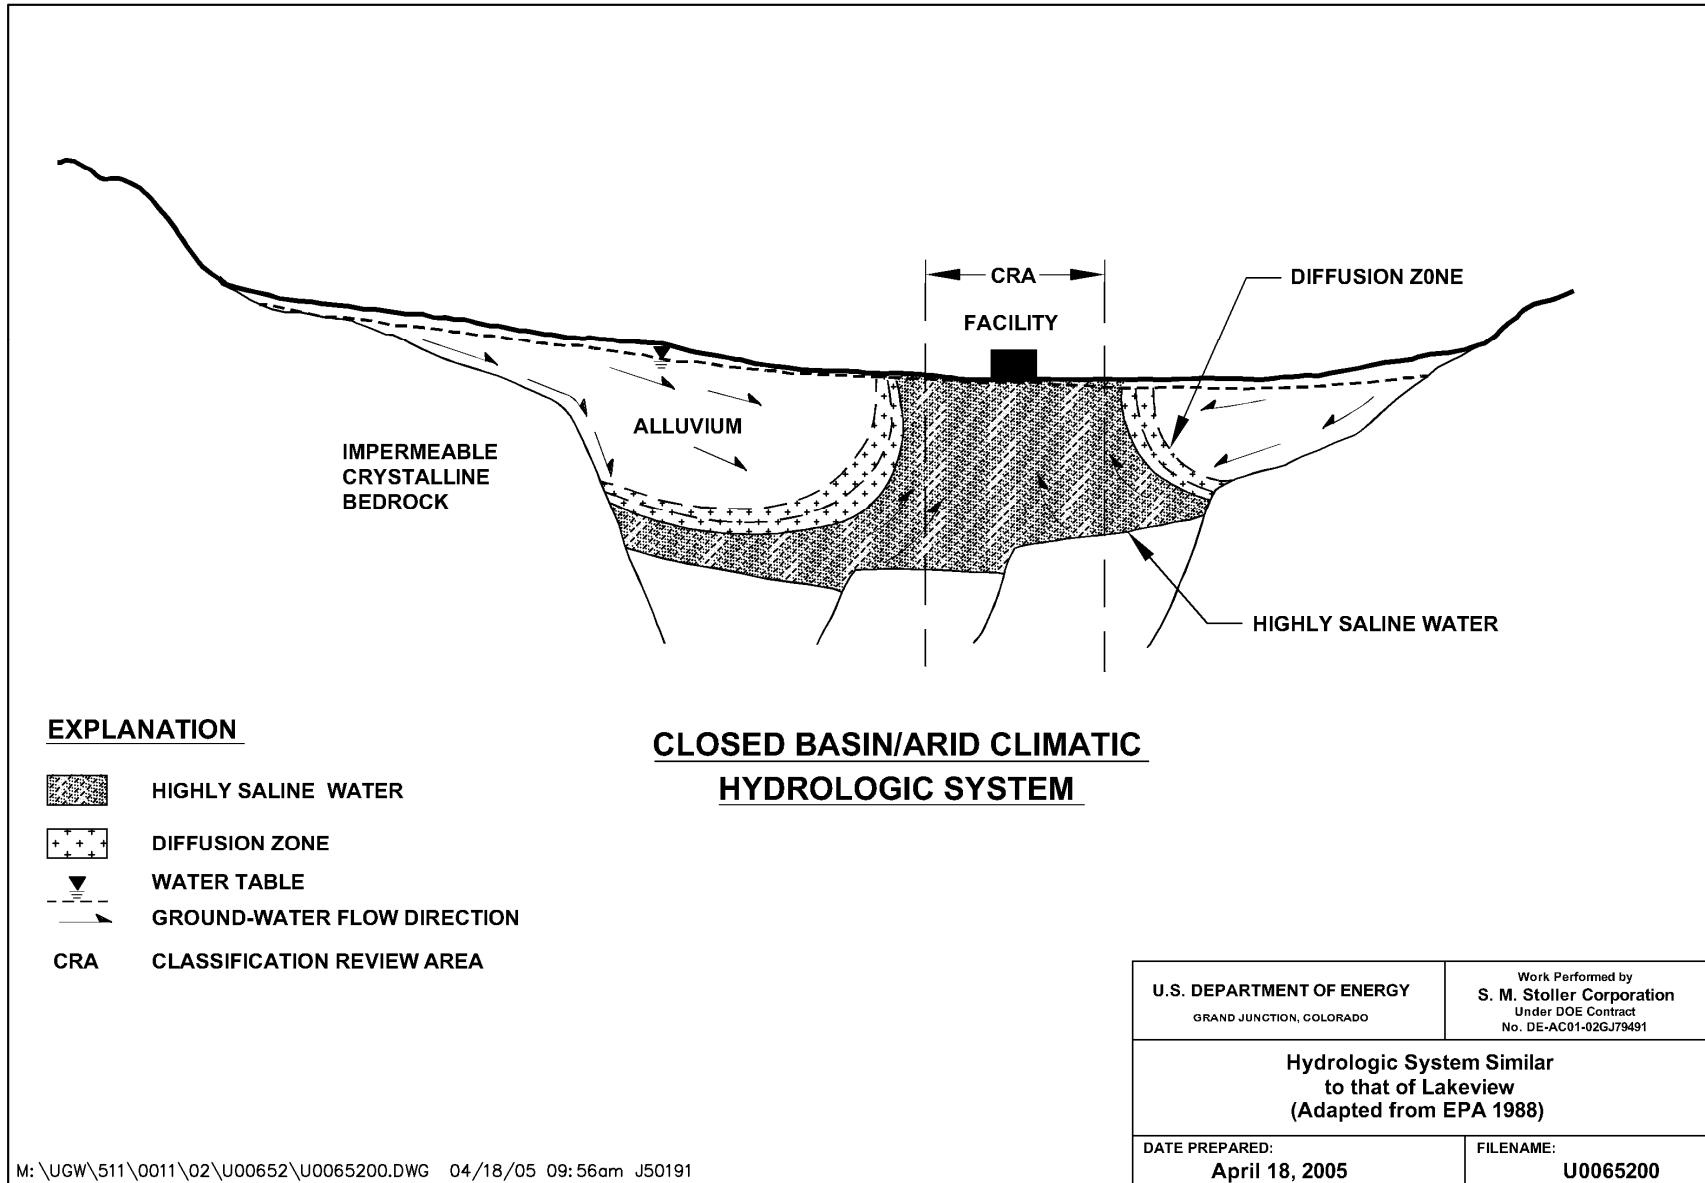 CRA
DIFFUSION Z0NE
FACILITY
ALLUVIUM
IMPERMEABLE
CRYSTALLINE
BEDROCK
HIGHLY SALINE WATER
EXPLANATION
HIGHLY SALINE WATER
DIFFUSION ZONE
WATER TABLE
GROUND-WATER FLOW DIRECTION
CRA CLASSIFICATION REVIEW AREA
CLOSED BASIN/ARID CLIMATIC
HYDROLOGIC SYSTEM
U.S. DEPARTMENT OF ENERGY
GRAND JUNCTION, COLORADO
Work Performed by
S. M. Stoller Corporation
Under DOE Contract
No. DE-AC01-02GJ79491
Hydrologic System Similar
to that of Lakeview
(Adapted from EPA 1988)
DATE PREPARED:
April 18, 2005
FILENAME:
U0065200
M:\UGW\511\0011\02\U00652\U0065200.DWG 04/18/05 09:56am J50191